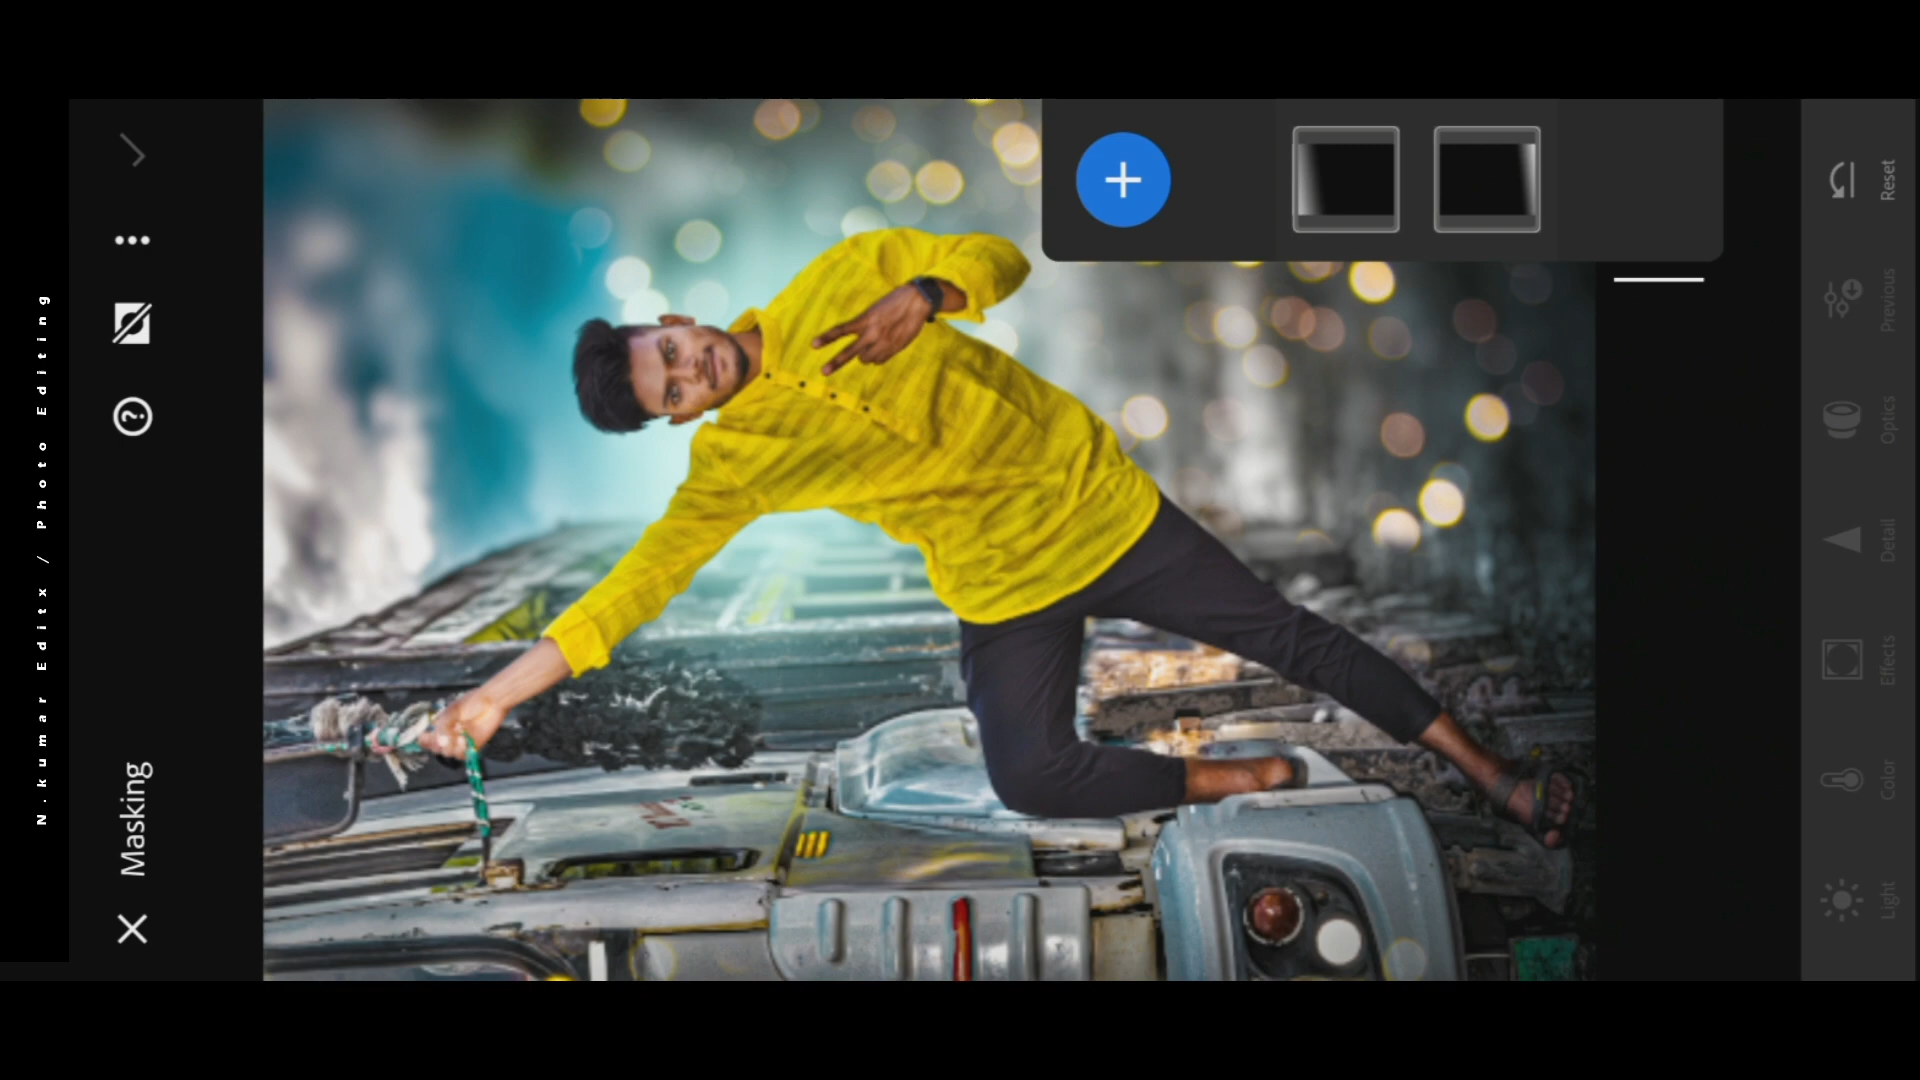 N.kumar Editx / Photo Editing
Masking
Light
Color
Effects
Detail
Optics
Previous
Reset